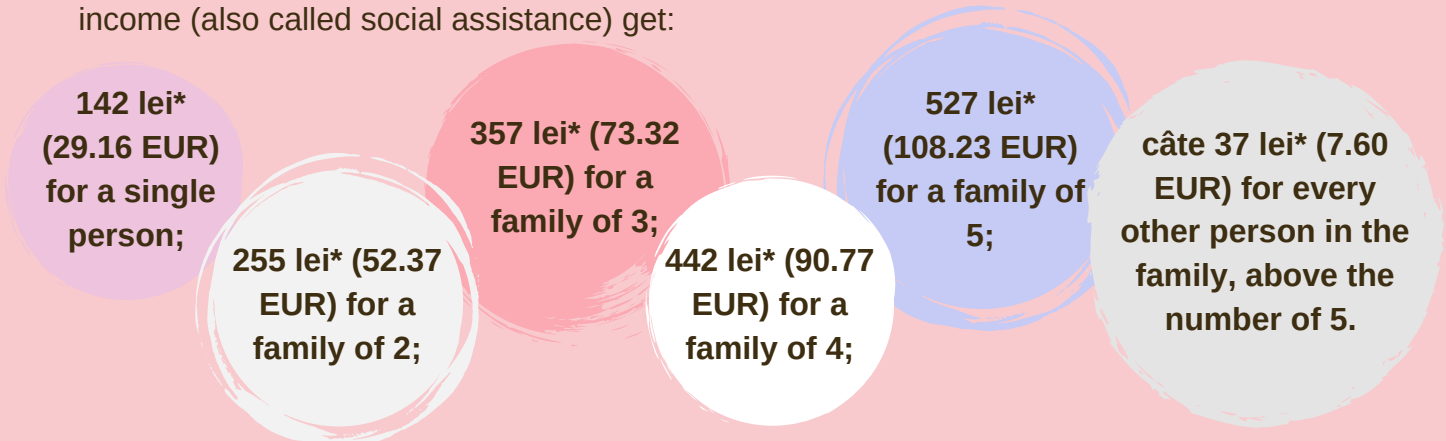 income (also called social assistance) get:
142 lei*
(29.16 EUR)
for a single
person;
255 lei* (52.37
EUR) for a
family of 2;
357 lei* (73.32
EUR) for a
family of 3;
442 lei* (90.77
EUR) for a
family of 4;
527 lei*
(108.23 EUR)
for a family of
5;
câte 37 lei* (7.60
EUR) for every
other person in the
family, above the
number of 5.